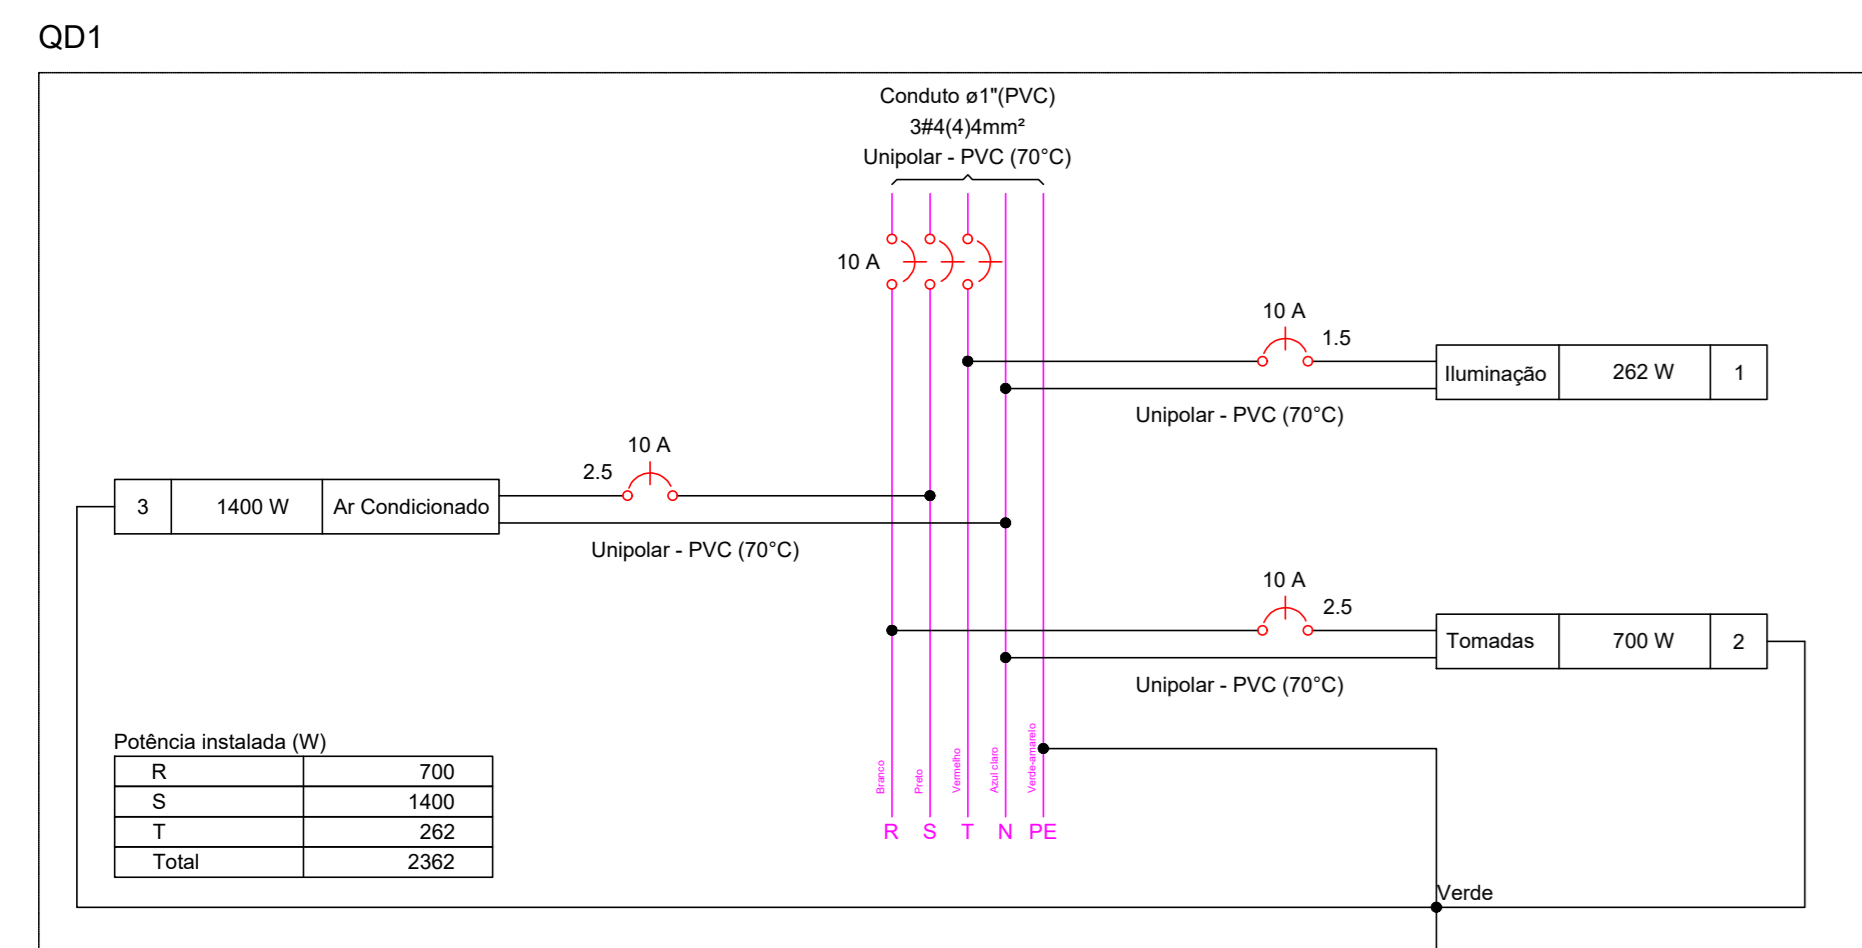 QD1
Conduto ø1"(PVC)
3#4(4)4mm²
Unipolar - PVC (70°C)
10 A
10 A
1.5
Iluminação 262 W 1
Unipolar - PVC (70°C)
10 A
2.5
3 1400 W Ar Condicionado
Unipolar - PVC (70°C)
10 A
2.5
Tomadas 700 W 2
Unipolar - PVC (70°C)
Branco
Preto
Vermelho
Azul claro
Verde-amarelo
R S T N PE
Potência instalada (W)
R 700
S 1400
T 262
Total 2362
Verde